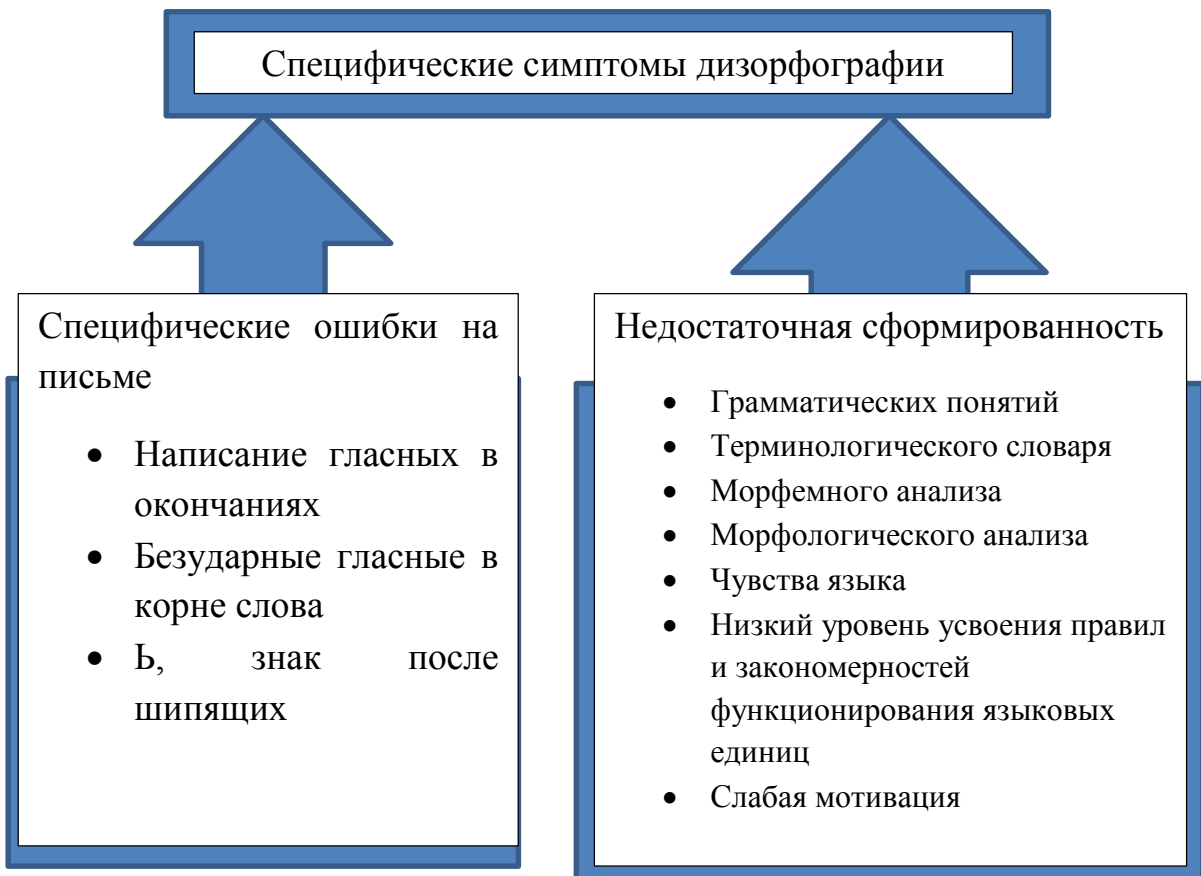 Специфические симптомы дизорфографии
Специфические ошибки на
письме
• Написание гласных в
окончаниях
• Безударные гласные в
корне слова
• Ь, знак после
шипящих
Недостаточная сформированность
• Грамматических понятий
• Терминологического словаря
• Морфемного анализа
• Морфологического анализа
• Чувства языка
• Низкий уровень усвоения правил
и закономерностей
функционирования языковых
единиц
• Слабая мотивация